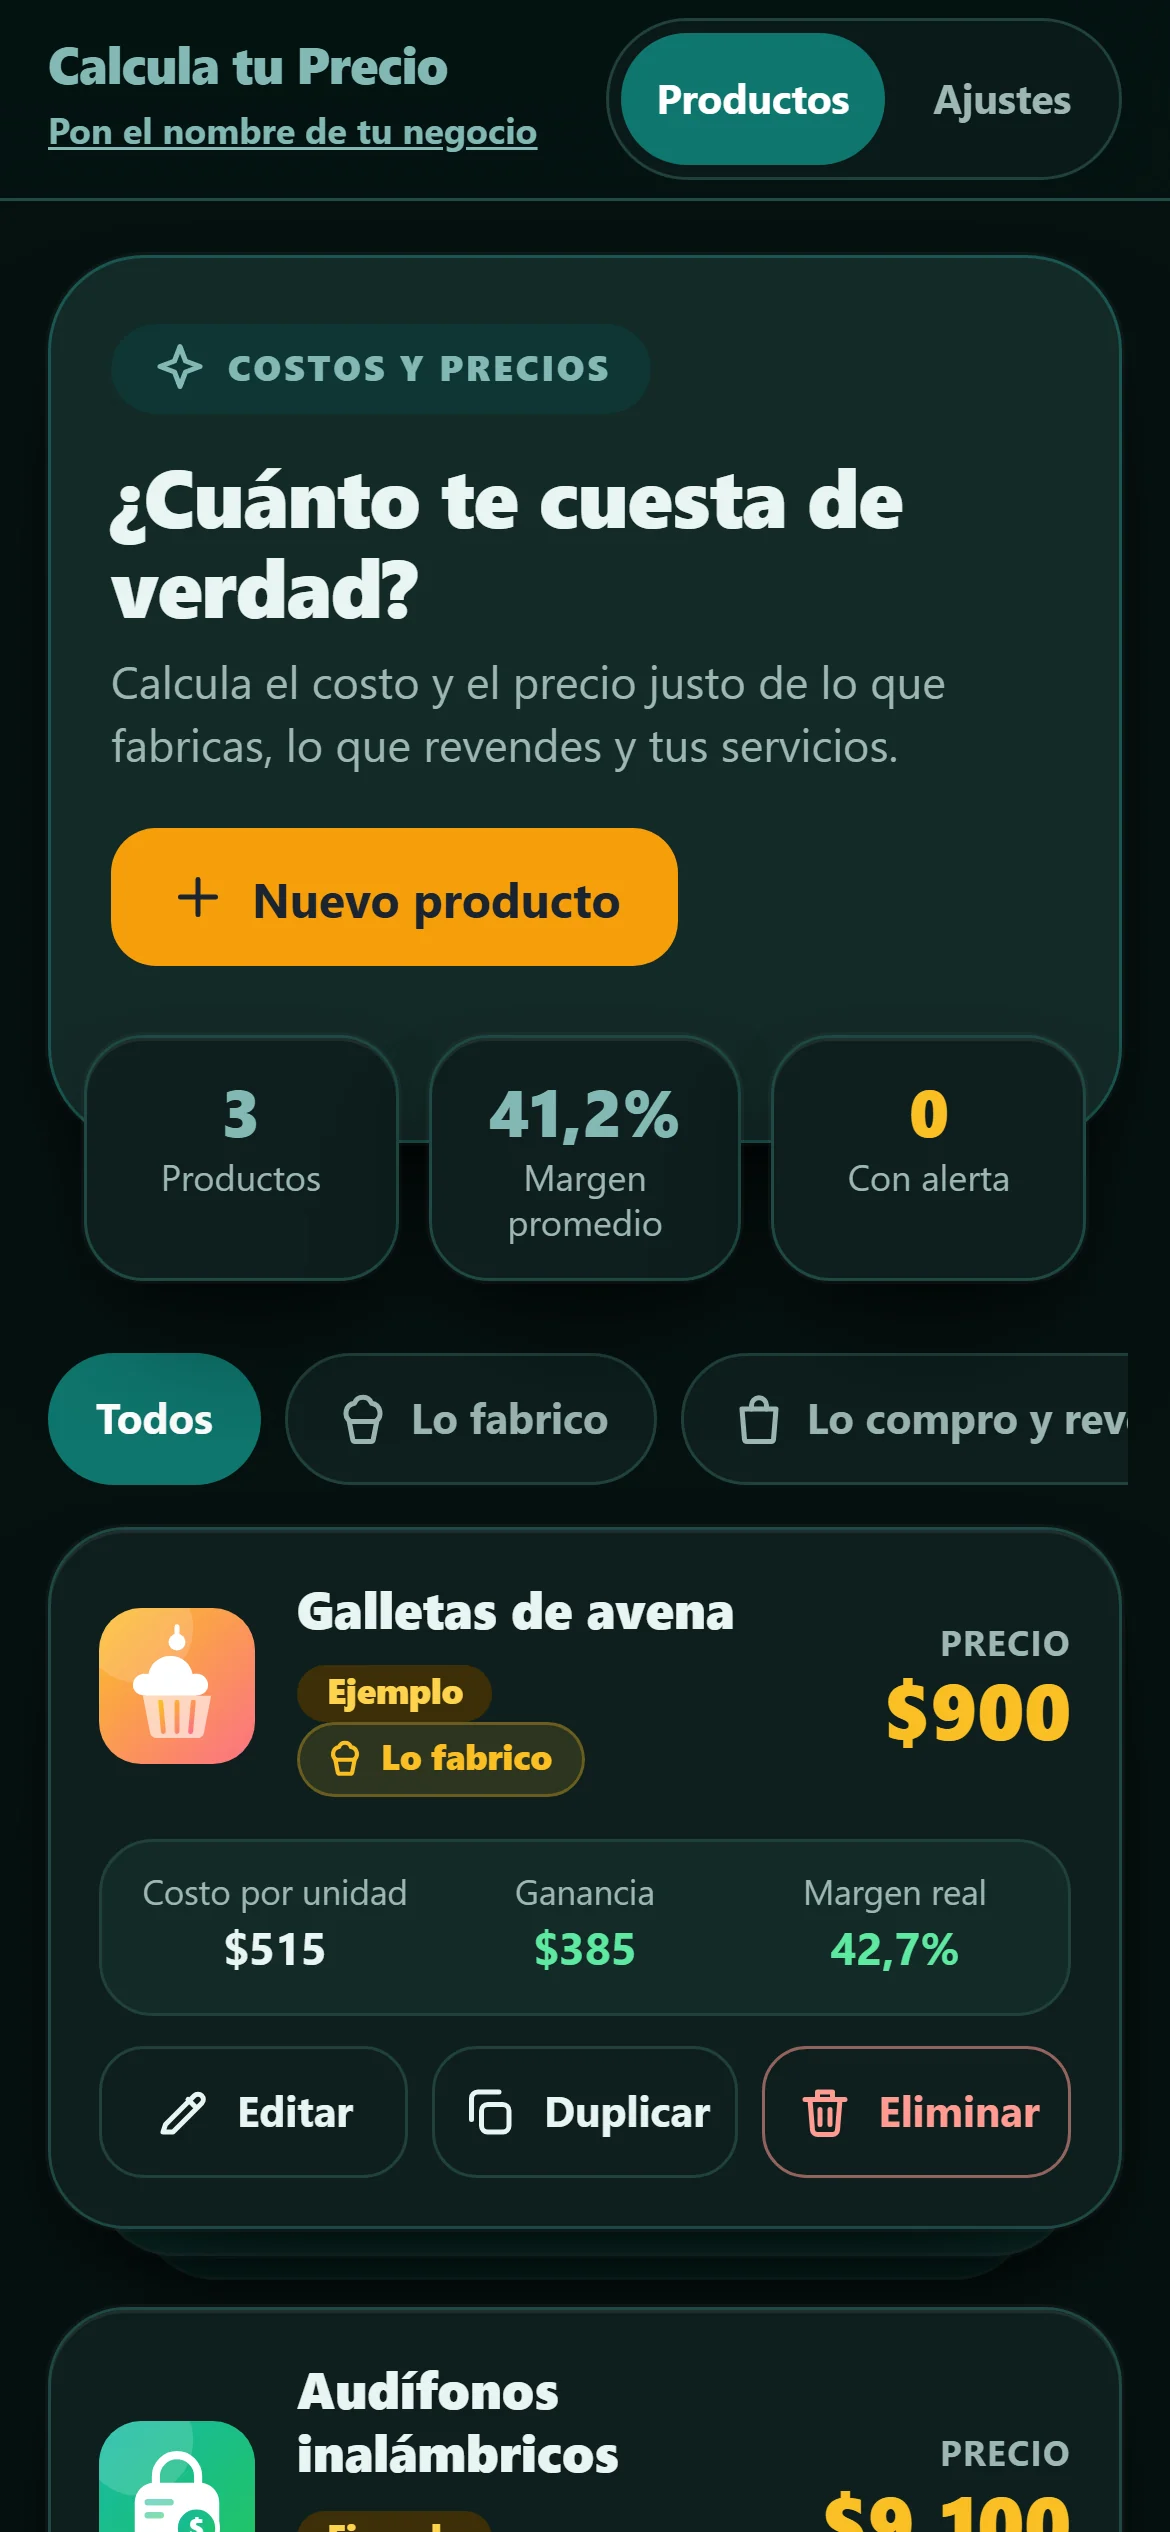 Calcula tu Precio
Pon el nombre de tu negocio
Productos
Ajustes
COSTOS Y PRECIOS
¿Cuánto te cuesta de
verdad?
Calcula el costo y el precio justo de lo que
fabricas, lo que revendes y tus servicios.
Nuevo producto
3
Productos
41,2%
Margen
promedio
0
Con alerta
Todos
Lo fabrico
Lo compro y rev
Galletas de avena
Ejemplo
Lo fabrico
PRECIO
$900
Costo por unidad
$515
Ganancia
$385
Margen real
42,7%
Editar
Duplicar
Eliminar
Audífonos
inalámbricos
PRECIO
$9.100